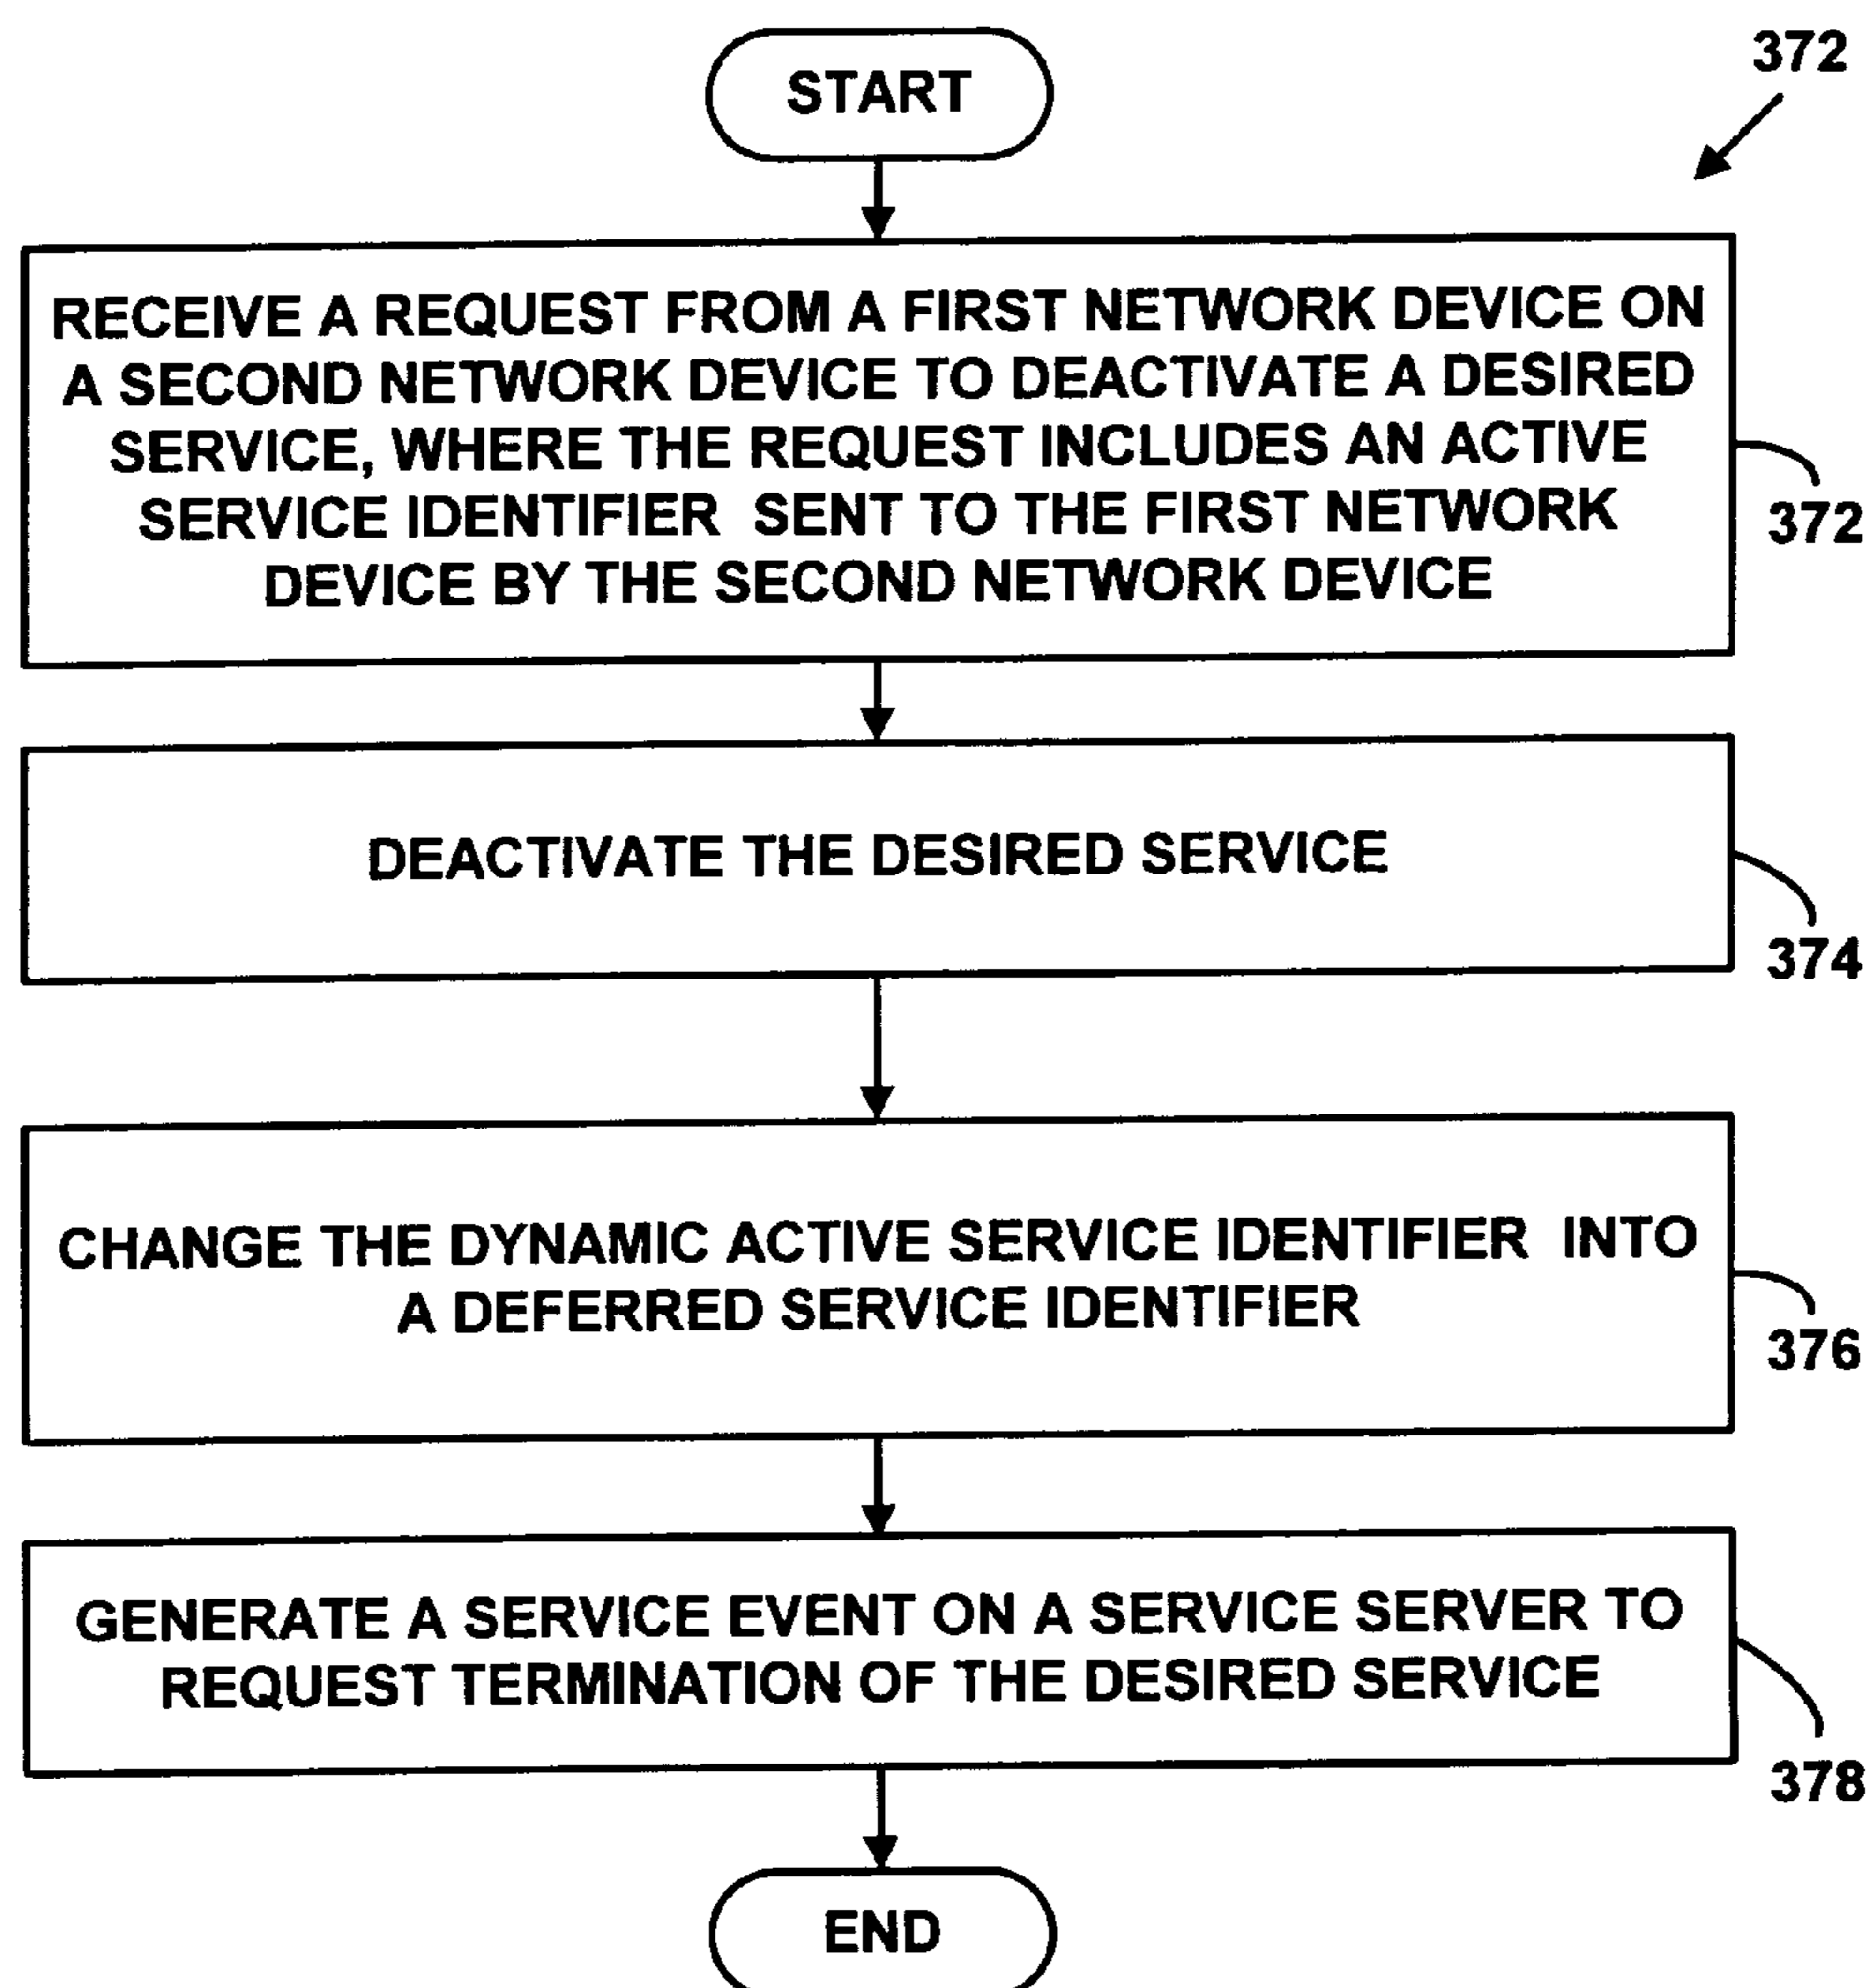 START
372
RECEIVE A REQUEST FROM A FIRST NETWORK DEVICE ON
A SECOND NETWORK DEVICE TO DEACTIVATE A DESIRED
SERVICE, WHERE THE REQUEST INCLUDES AN ACTIVE
SERVICE IDENTIFIER SENT TO THE FIRST NETWORK
DEVICE BY THE SECOND NETWORK DEVICE
372
DEACTIVATE THE DESIRED SERVICE
374
CHANGE THE DYNAMIC ACTIVE SERVICE IDENTIFIER INTO
A DEFERRED SERVICE IDENTIFIER
376
GENERATE A SERVICE EVENT ON A SERVICE SERVER TO
REQUEST TERMINATION OF THE DESIRED SERVICE
378
END